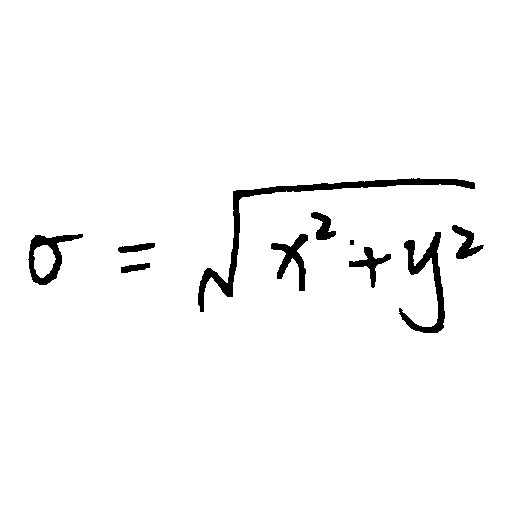 σ = √(x² + y²)